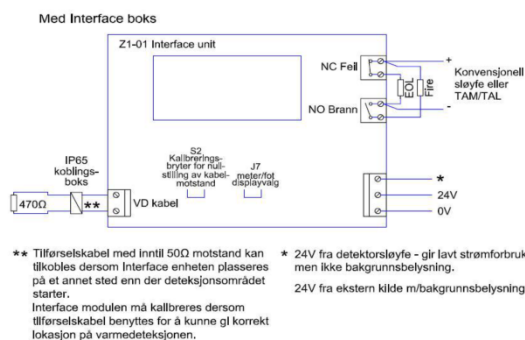 Med Interface boks
Z1-01 Interface unit
NC Feil
+
EOL
Fire
Konvensjonell
sløyfe eller
TAM/TAL
NO Brann
-
S2
Kalibrerings-
bryter for null-
stilling av kabel-
motstand
J7
meter/fot
displayvalg
IP65
koblings-
boks
470Ω
**
VD kabel
*
24V
0V
** Tilførselskabel med inntil 50Ω motstand kan
tilkobles dersom Interface enheten plasseres
på et annet sted enn der deteksjonsområdet
starter.
Interface modulen må kalibreres dersom
tilførselskabel benyttes for å kunne gi korrekt
lokasjon på varmedeteksjonen.
* 24V fra detektorsløyfe - gir lavt strømforbruk
men ikke bakgrunnsbelysning.
24V fra ekstern kilde m/bakgrunnsbelysning